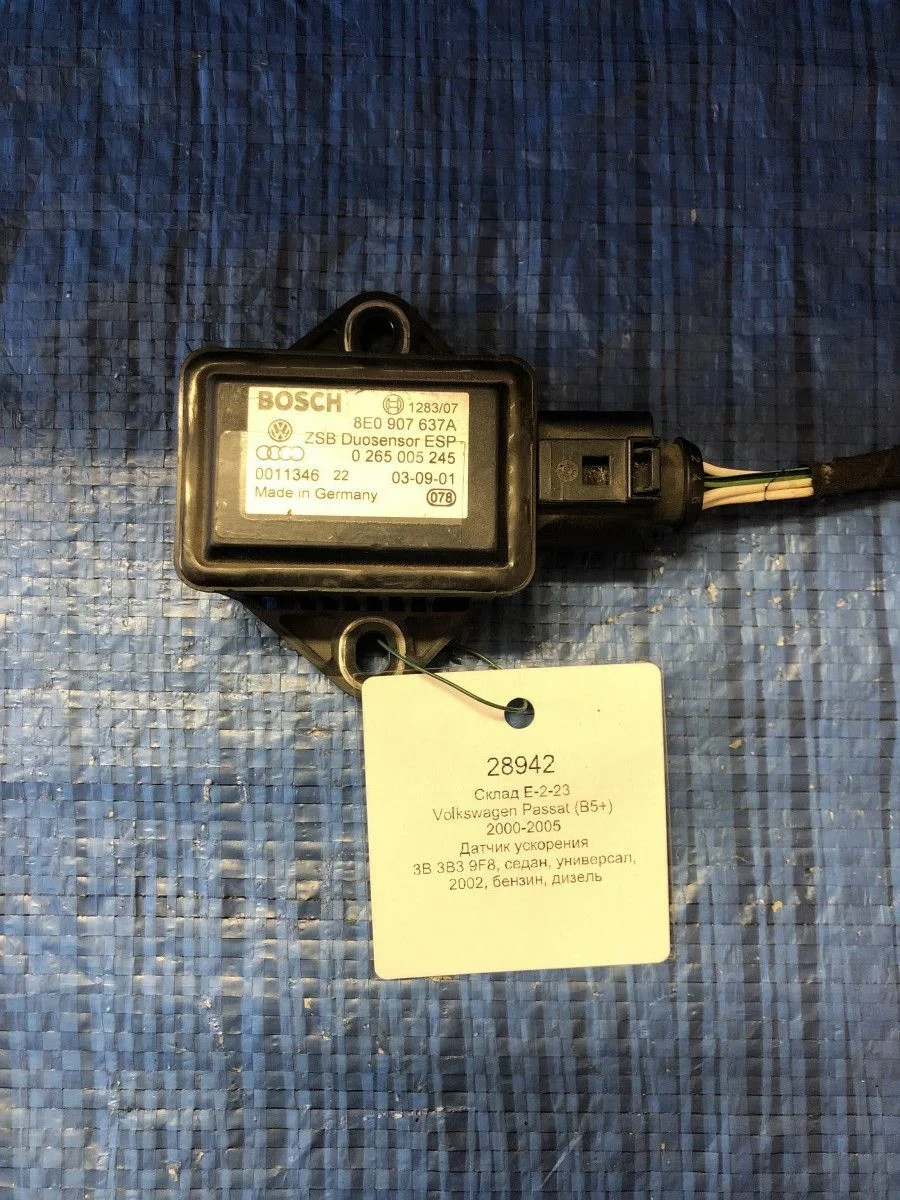 BOSCH 1283/07
8E0 907 637A
ZSB Duosensor ESP
0 265 005 245
0011346 22 03-09-01
Made in Germany 078
28942
Склад E-2-23
Volkswagen Passat (B5+)
2000-2005
Датчик ускорения
3B 3B3 9F8, седан, универсал,
2002, бензин, дизель